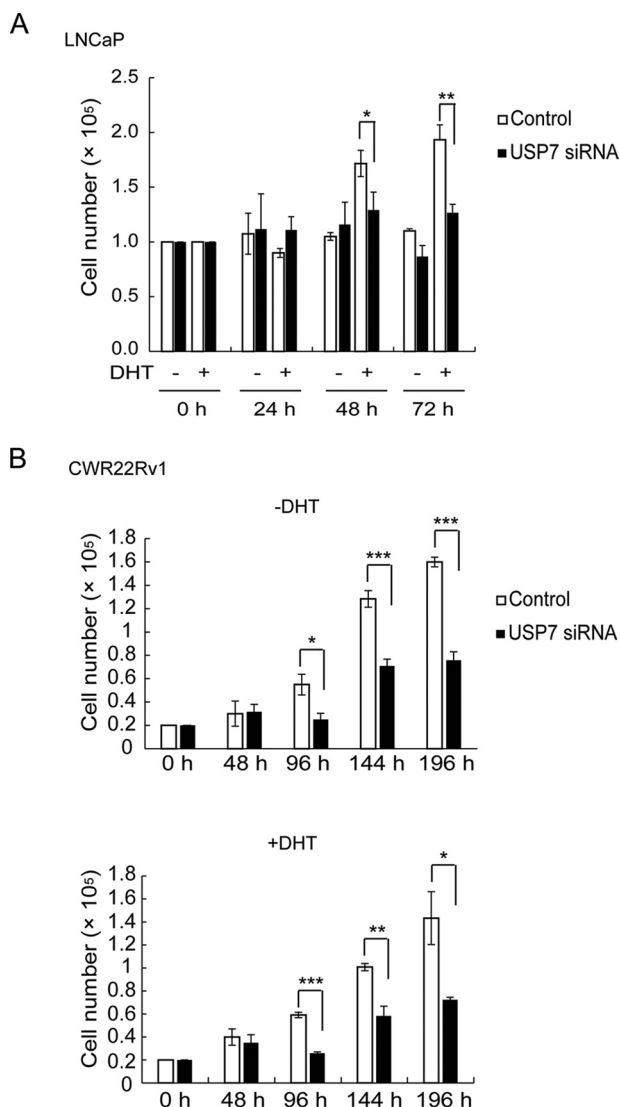 A
LNCaP
2.5
2.0
1.5
1.0
0.5
0.0
Cell number (× 10⁵)
*
**
Control
USP7 siRNA
DHT - + - + - + - +
0 h 24 h 48 h 72 h
B
CWR22Rv1
-DHT
1.8
1.6
1.4
1.2
1
0.8
0.6
0.4
0.2
0
Cell number (× 10⁵)
*
***
***
Control
USP7 siRNA
0 h 48 h 96 h 144 h 196 h
+DHT
1.8
1.6
1.4
1.2
1
0.8
0.6
0.4
0.2
0
Cell number (× 10⁵)
***
**
*
0 h 48 h 96 h 144 h 196 h